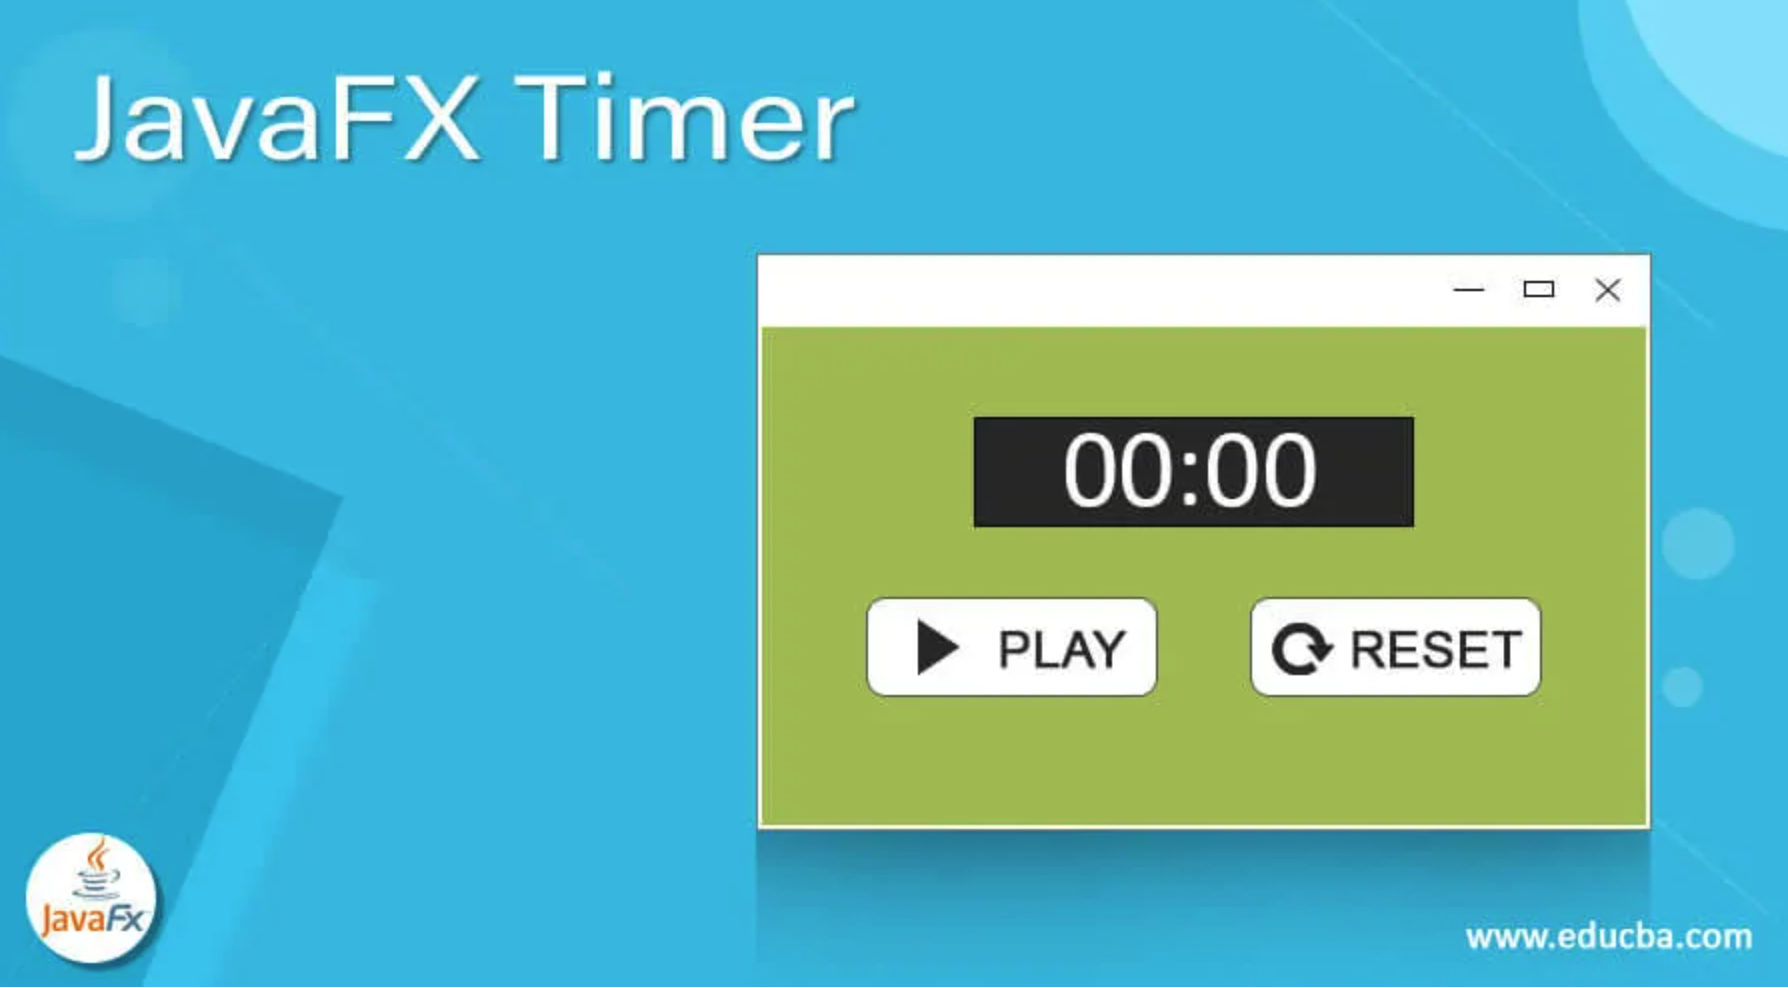 JavaFX Timer
00:00
PLAY
RESET
JavaFx
www.educba.com